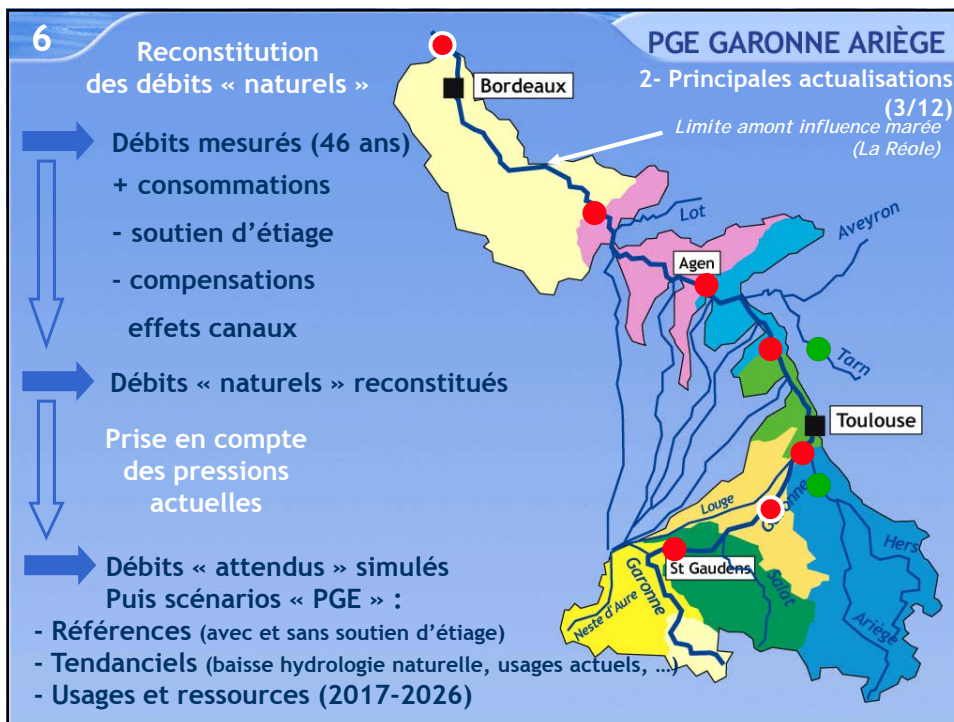 6
PGE GARONNE ARIÈGE
2- Principales actualisations
(3/12)
Reconstitution
des débits « naturels »
Débits mesurés (46 ans)
+ consommations
- soutien d'étiage
- compensations
effets canaux
Débits « naturels » reconstitués
Prise en compte
des pressions
actuelles
Débits « attendus » simulés
Puis scénarios « PGE » :
- Références (avec et sans soutien d'étiage)
- Tendanciels (baisse hydrologie naturelle, usages actuels, …)
- Usages et ressources (2017-2026)
Bordeaux
Limite amont influence marée
(La Réole)
Lot
Aveyron
Agen
Tarn
Toulouse
Louge
Garonne
Hers
St Gaudens
Garonne
Salat
Neste d'Aure
Ariège